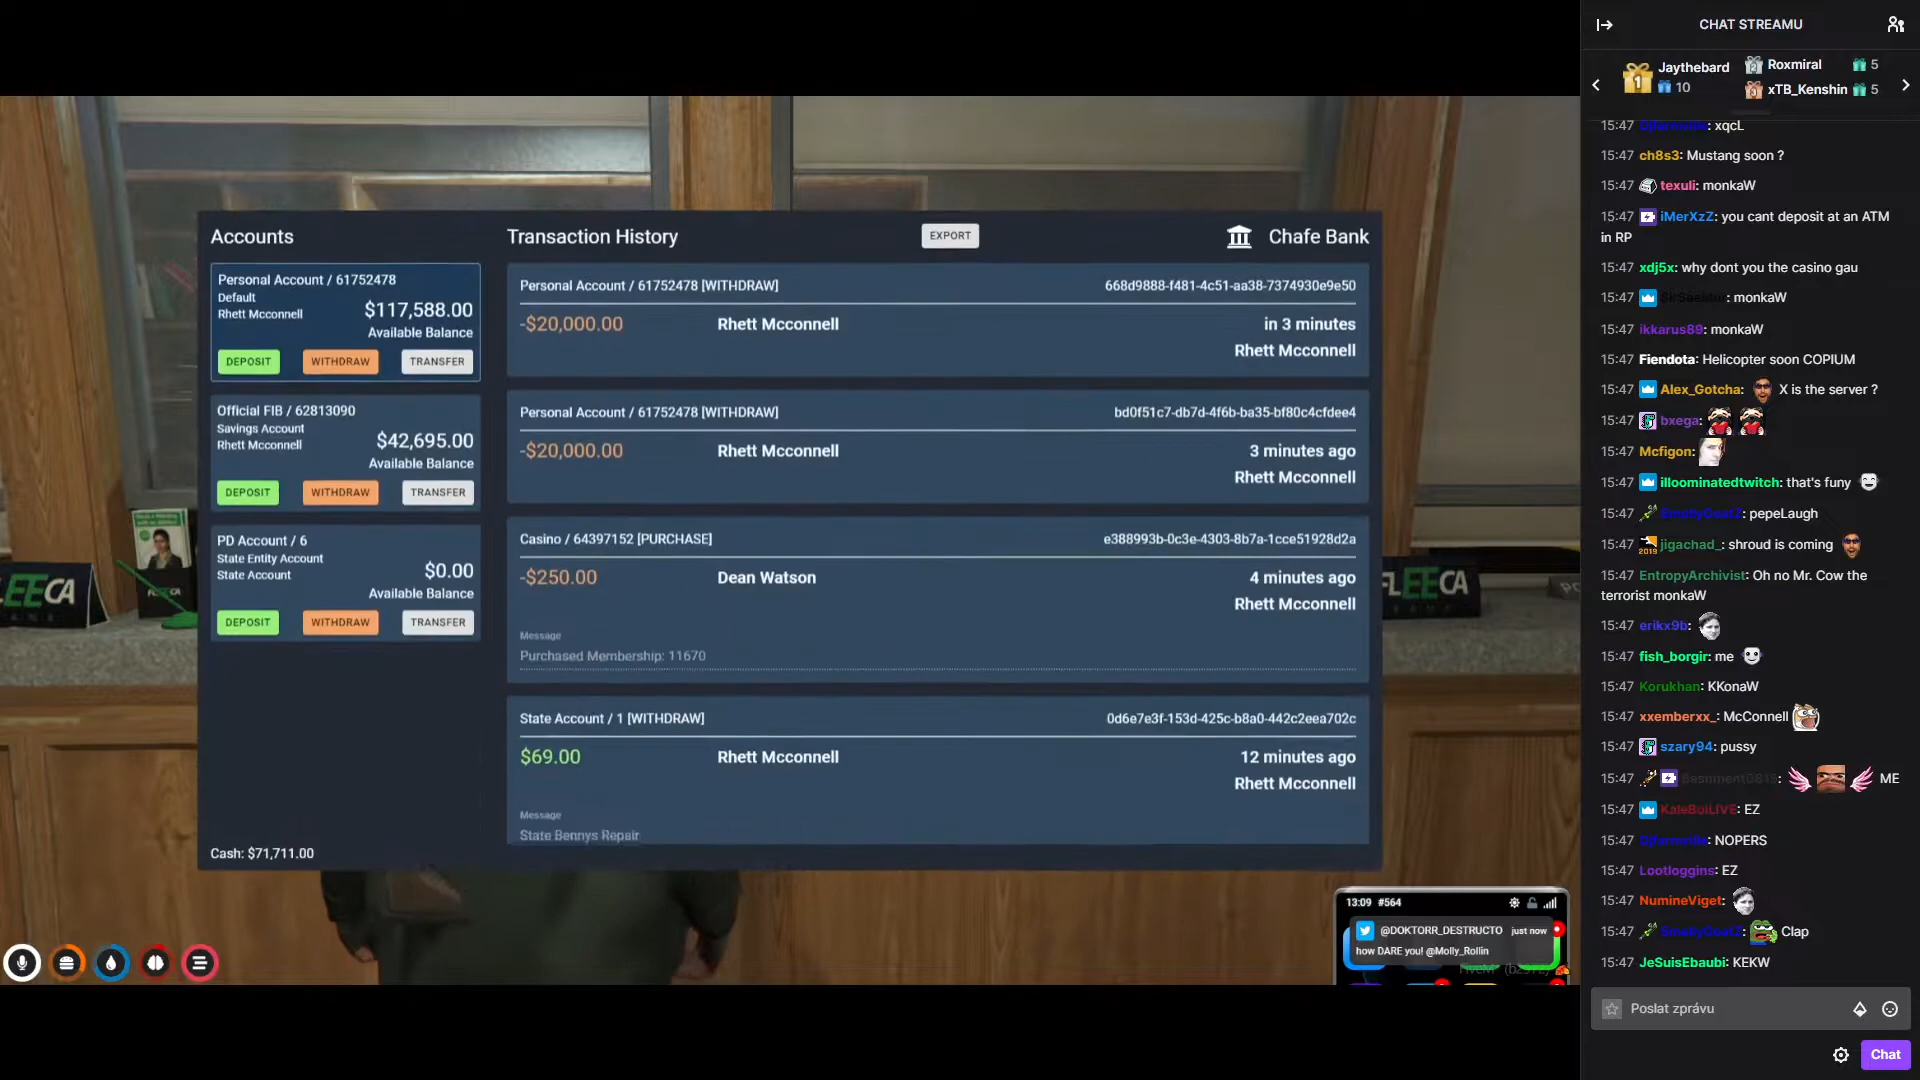 Accounts
Personal Account / 61752478
Default
Rhett Mcconnell
$117,588.00
Available Balance
DEPOSIT
WITHDRAW
TRANSFER
Official FIB / 62813090
Savings Account
Rhett Mcconnell
$42,695.00
Available Balance
DEPOSIT
WITHDRAW
TRANSFER
PD Account / 6
State Entity Account
State Account
$0.00
Available Balance
DEPOSIT
WITHDRAW
TRANSFER
Cash: $71,711.00
Transaction History
EXPORT
Chafe Bank
Personal Account / 61752478 [WITHDRAW]
668d9888-f481-4c51-aa38-7374930e9e50
-$20,000.00
Rhett Mcconnell
in 3 minutes
Rhett Mcconnell
Personal Account / 61752478 [WITHDRAW]
bd0f51c7-db7d-4f6b-ba35-bf80c4cfdee4
-$20,000.00
Rhett Mcconnell
3 minutes ago
Rhett Mcconnell
Casino / 64397152 [PURCHASE]
e388993b-0c3e-4303-8b7a-1cce51928d2a
-$250.00
Dean Watson
4 minutes ago
Rhett Mcconnell
Message
Purchased Membership: 11670
State Account / 1 [WITHDRAW]
0d6e7e3f-153d-425c-b8a0-442c2eea702c
$69.00
Rhett Mcconnell
12 minutes ago
Rhett Mcconnell
Message
State Bennys Repair
13:09 #564
@DOKTORR_DESTRUCTO just now
how DARE you! @Molly_Rollin
CHAT STREAMU
Jaythebard
10
Roxmiral 5
xTB_Kenshin 5
15:47 Djfarmville: xqcL
15:47 ch8s3: Mustang soon ?
15:47 texuli: monkaW
15:47 iMerXzZ: you cant deposit at an ATM
in RP
15:47 xdj5x: why dont you the casino gau
15:47 : monkaW
15:47 ikkarus89: monkaW
15:47 Fiendota: Helicopter soon COPIUM
15:47 Alex_Gotcha: X is the server ?
15:47 bxega:
15:47 Mcfigon:
15:47 illoominatedtwitch: that's funy
15:47 SmellyGoatZ: pepeLaugh
15:47 jigachad_: shroud is coming
15:47 EntropyArchivist: Oh no Mr. Cow the
terrorist monkaW
15:47 erikx9b:
15:47 fish_borgir: me
15:47 Korukhan: KKonaW
15:47 xxemberxx_: McConnell
15:47 szary94: pussy
15:47 : ME
15:47 KaleBoiLIVE: EZ
15:47 Djfarmville: NOPERS
15:47 Lootloggins: EZ
15:47 NumineViget:
15:47 SmellyGoatZ: Clap
15:47 JeSuisEbaubi: KEKW
Poslat zprávu
Chat